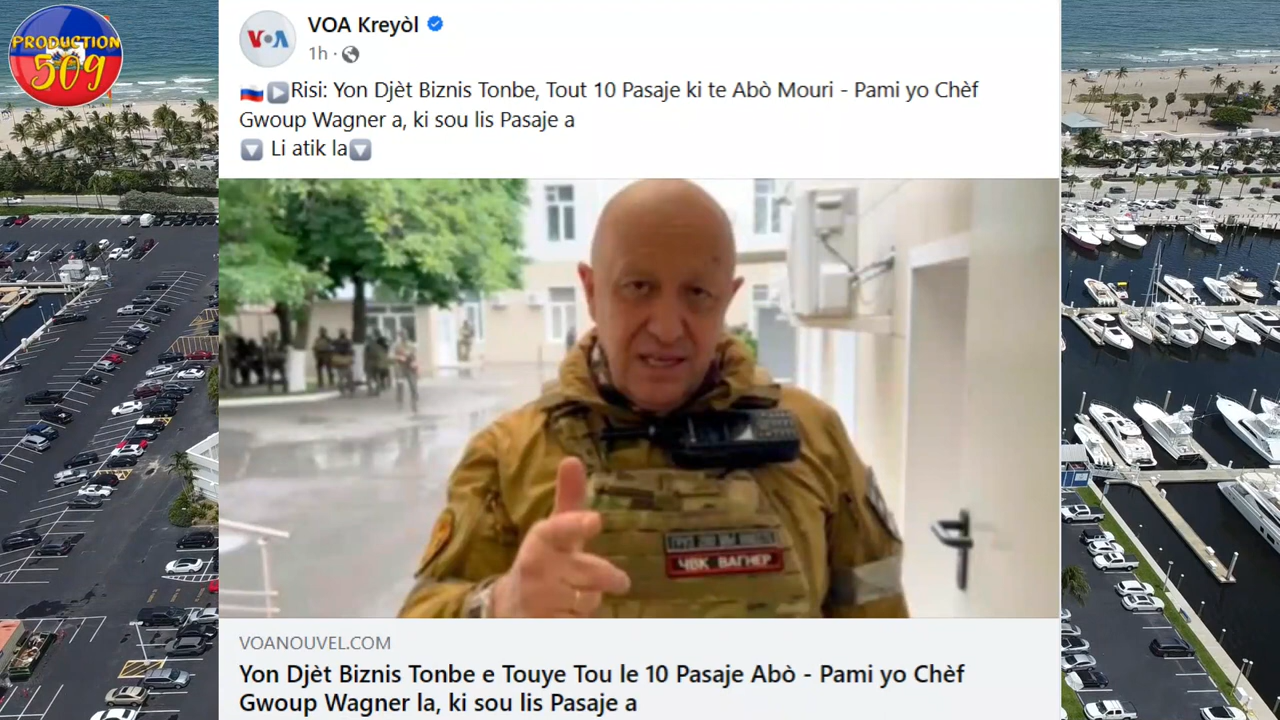 PRODUCTION
509
VOA
VOA Kreyòl
1h
Risi: Yon Djèt Biznis Tonbe, Tout 10 Pasaje ki te Abò Mouri - Pami yo Chèf
Gwoup Wagner a, ki sou lis Pasaje a
Li atik la
ЧВК ВАГНЕР
VOANOUVEL.COM
Yon Djèt Biznis Tonbe e Touye Tou le 10 Pasaje Abò - Pami yo Chèf
Gwoup Wagner la, ki sou lis Pasaje a